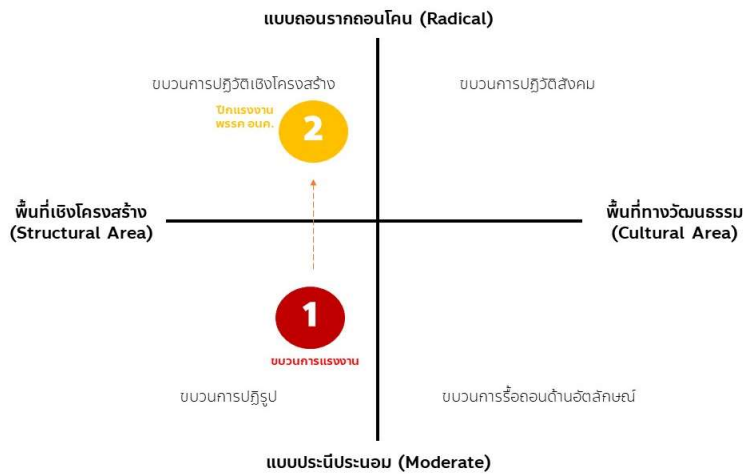 แบบถอนรากถอนโคน (Radical)
ขบวนการปฏิวัติเชิงโครงสร้าง
ขบวนการปฏิวัติสังคม
ปีกแรงงาน
พรรค อนค.
2
พื้นที่เชิงโครงสร้าง
(Structural Area)
พื้นที่ทางวัฒนธรรม
(Cultural Area)
1
ขบวนการแรงงาน
ขบวนการปฏิรูป
ขบวนการรื้อถอนด้านอัตลักษณ์
แบบประนีประนอม (Moderate)